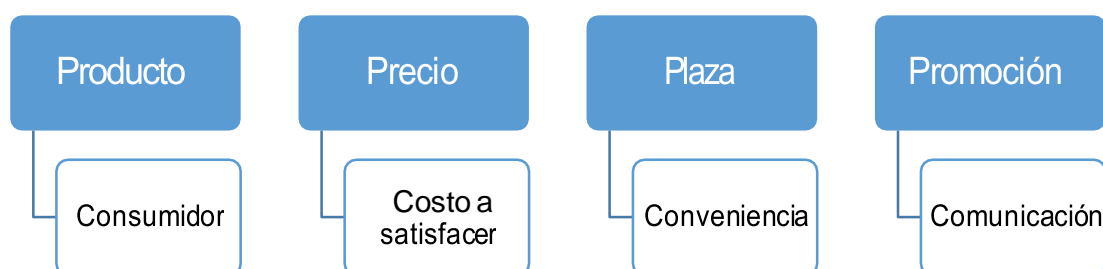 Producto
Precio
Plaza
Promoción
Consumidor
Costo a
satisfacer
Conveniencia
Comunicación